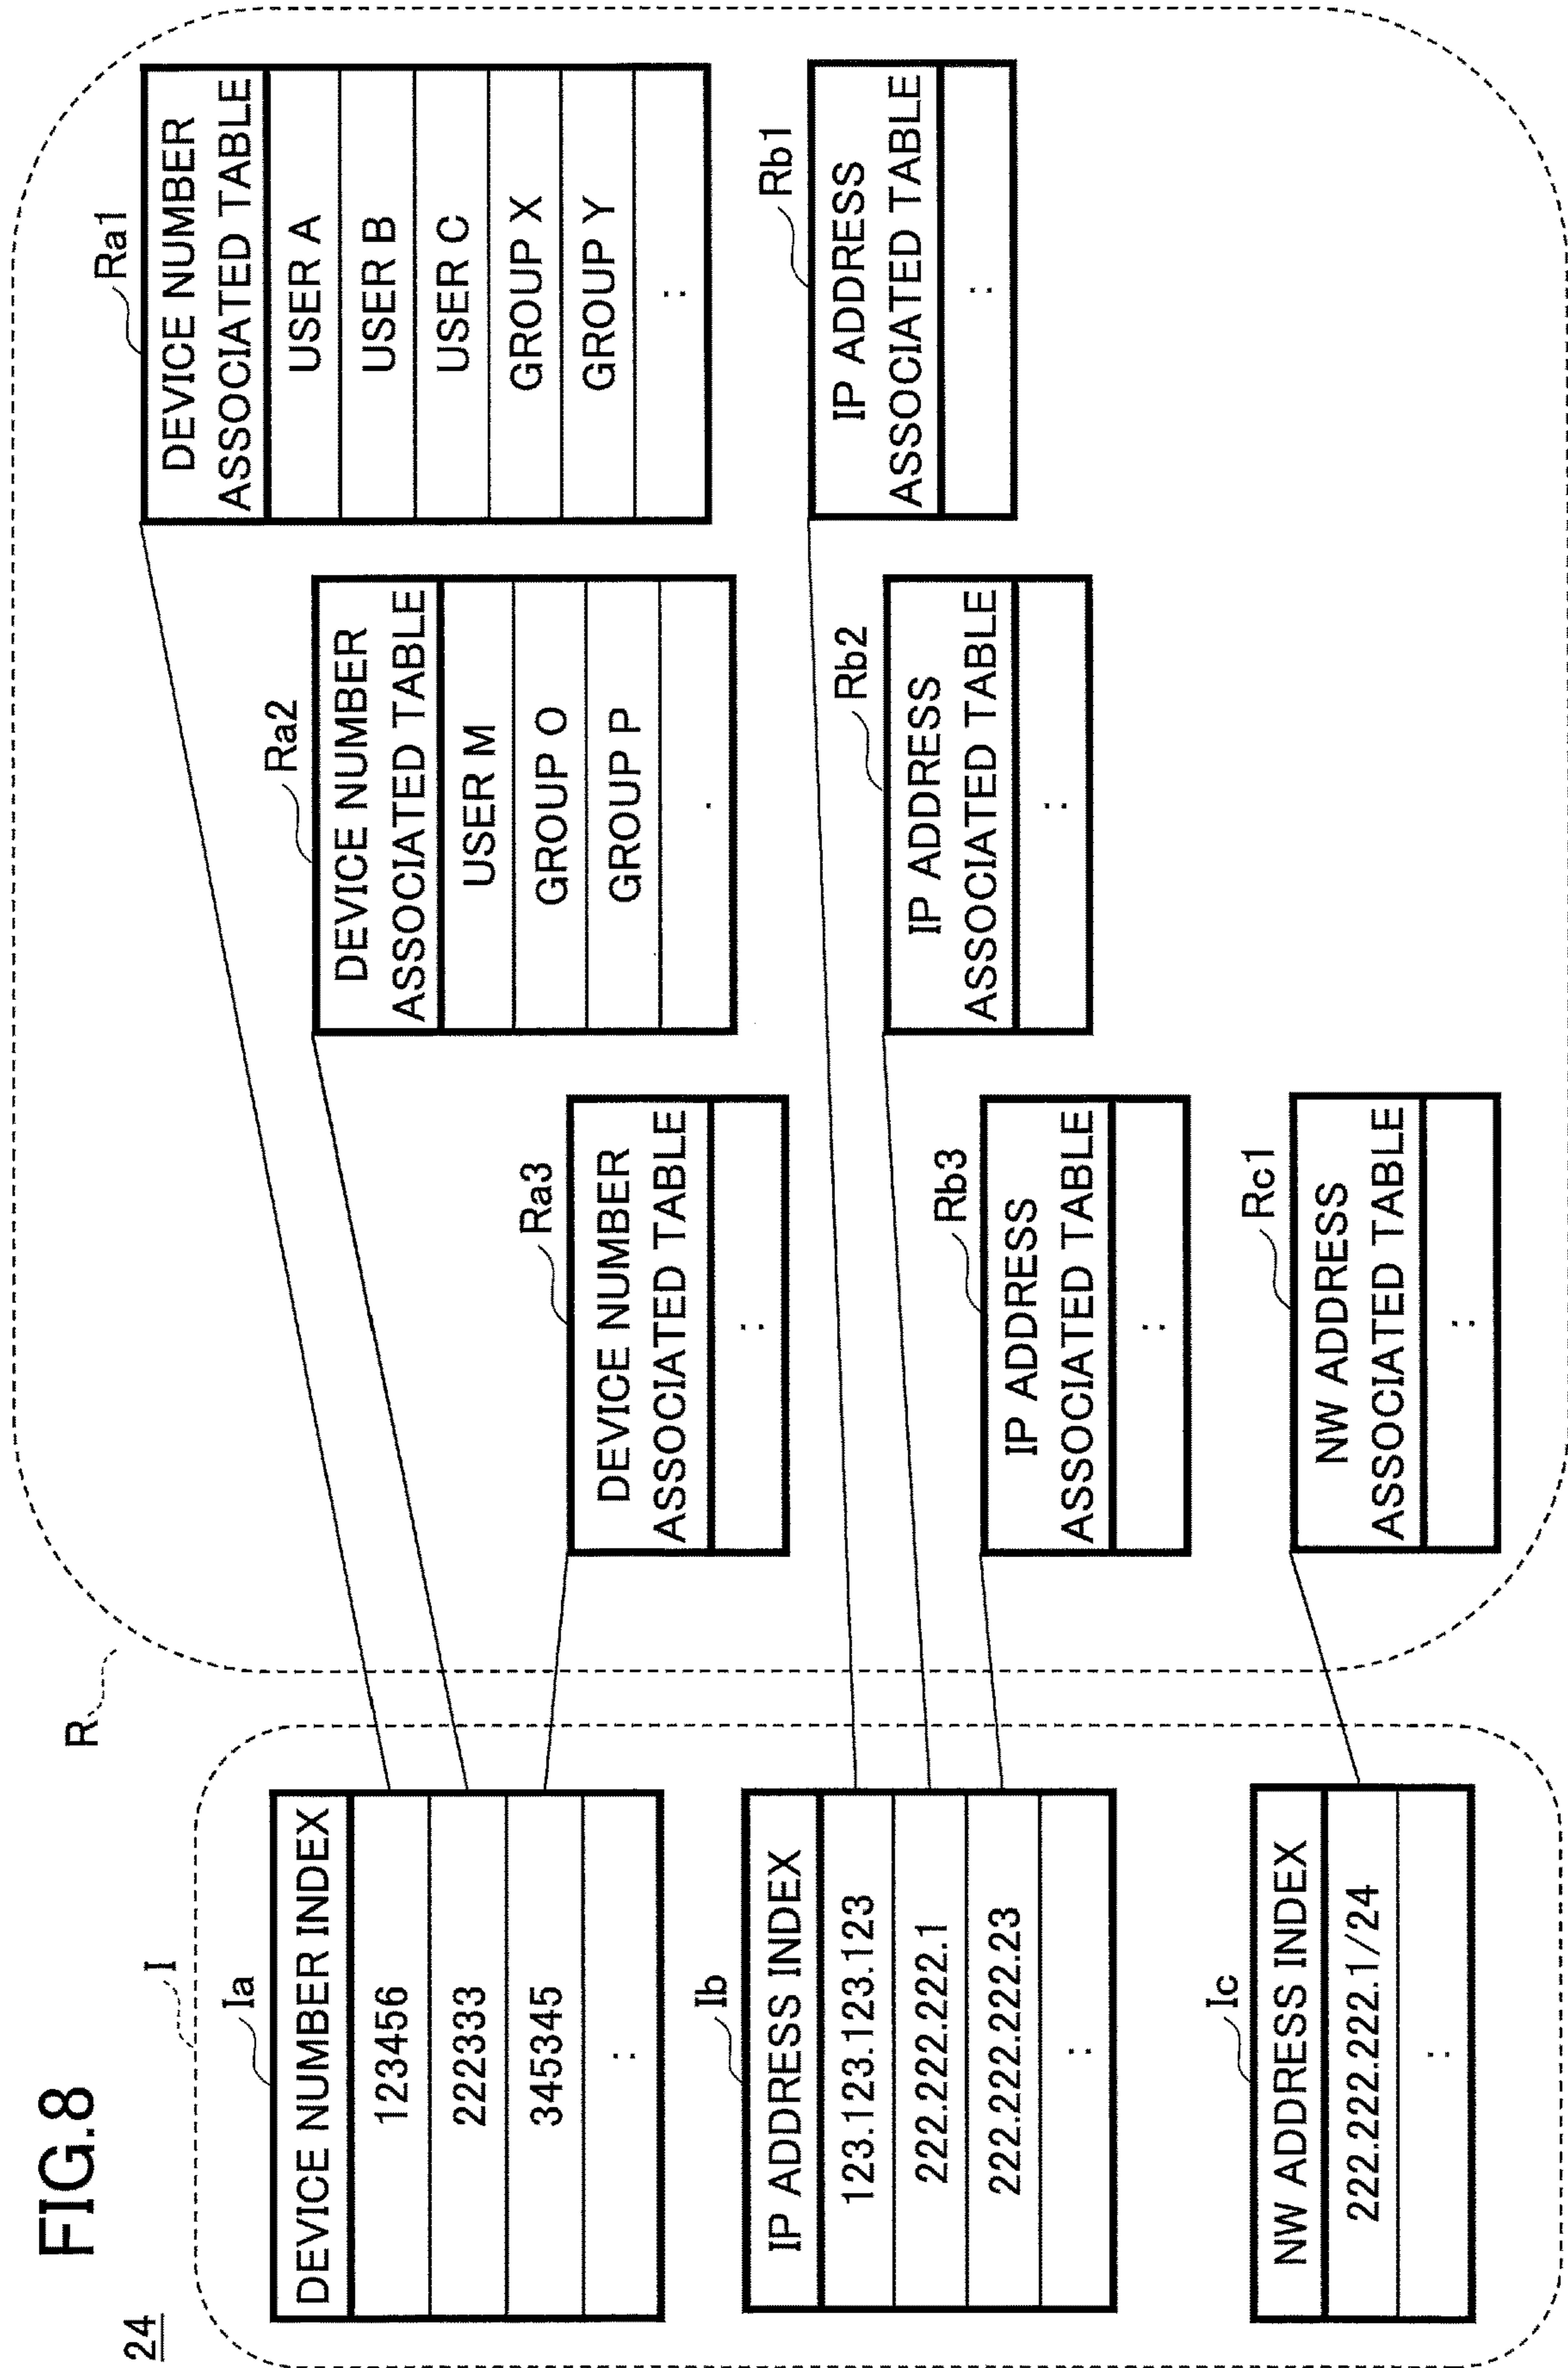 FIG.8
24
I
R
Ia
DEVICE NUMBER INDEX
123456
222333
345345
:
Ib
IP ADDRESS INDEX
123.123.123.123
222.222.222.1
222.222.222.23
:
Ic
NW ADDRESS INDEX
222.222.222.1/24
:
Ra3
DEVICE NUMBER
ASSOCIATED TABLE
:
Rb3
IP ADDRESS
ASSOCIATED TABLE
:
Rc1
NW ADDRESS
ASSOCIATED TABLE
:
Ra2
DEVICE NUMBER
ASSOCIATED TABLE
USER M
GROUP O
GROUP P
.
Rb2
IP ADDRESS
ASSOCIATED TABLE
:
Ra1
DEVICE NUMBER
ASSOCIATED TABLE
USER A
USER B
USER C
GROUP X
GROUP Y
:
Rb1
IP ADDRESS
ASSOCIATED TABLE
: